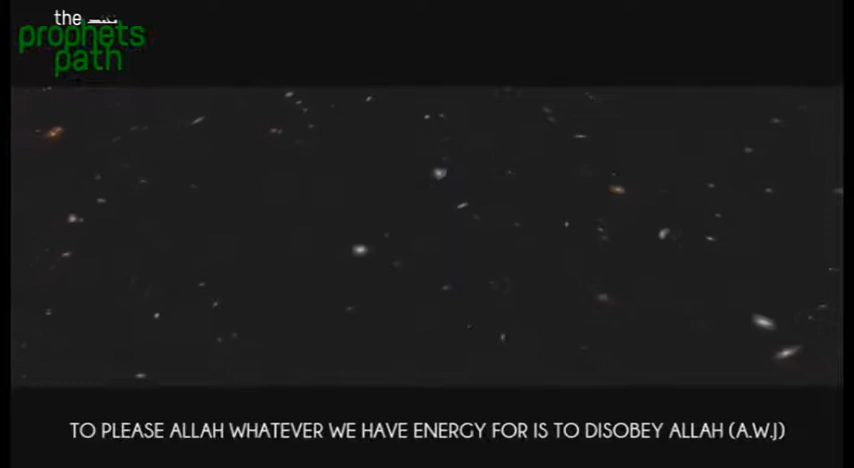 the
prophets
path
TO PLEASE ALLAH WHATEVER WE HAVE ENERGY FOR IS TO DISOBEY ALLAH (A.W.J)